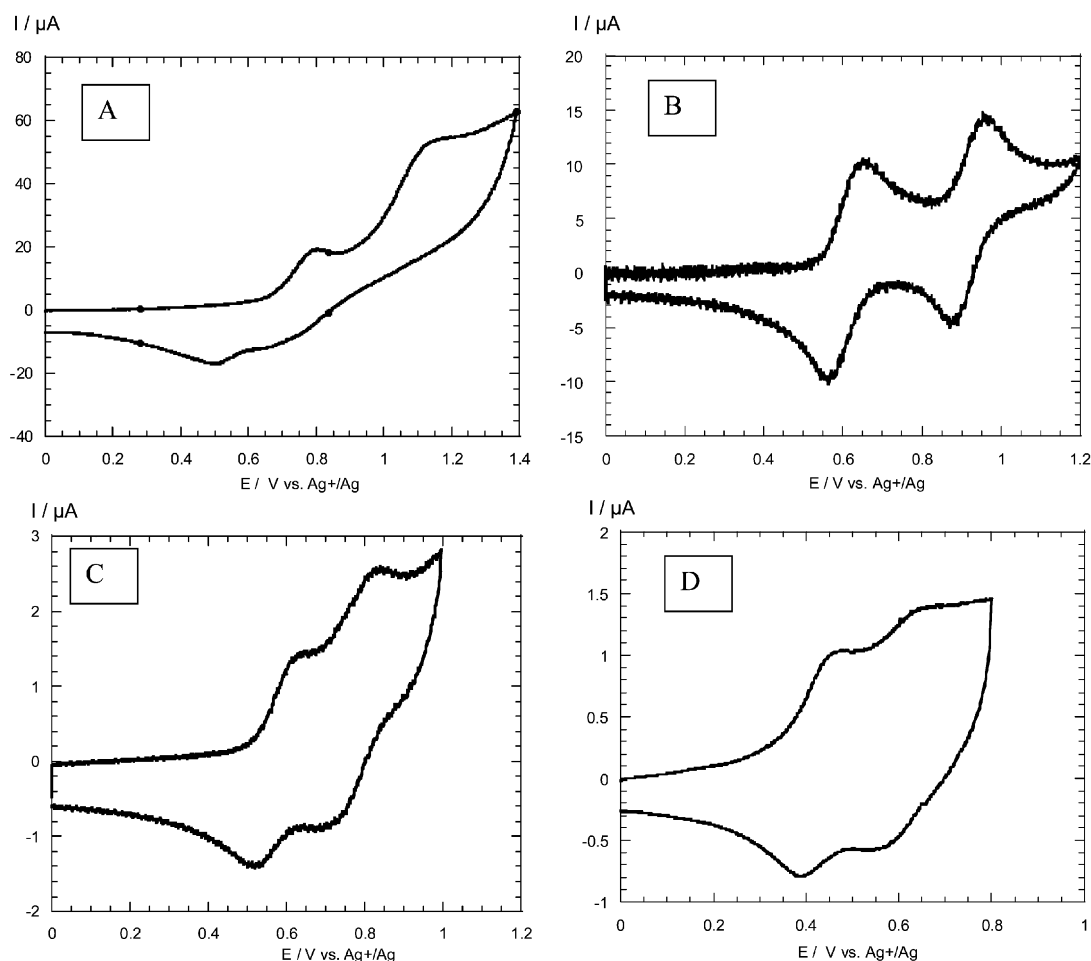 I / µA
80
60
40
20
0
-20
-40
A
0 0.2 0.4 0.6 0.8 1 1.2 1.4
E / V vs. Ag+/Ag
I / µA
20
15
10
5
0
-5
-10
-15
B
0 0.2 0.4 0.6 0.8 1 1.2
E / V vs. Ag+/Ag
I / µA
3
2
1
0
-1
-2
C
0 0.2 0.4 0.6 0.8 1 1.2
E / V vs. Ag+/Ag
I / µA
2
1.5
1
0.5
0
-0.5
-1
D
0 0.2 0.4 0.6 0.8 1
E / V vs. Ag+/Ag